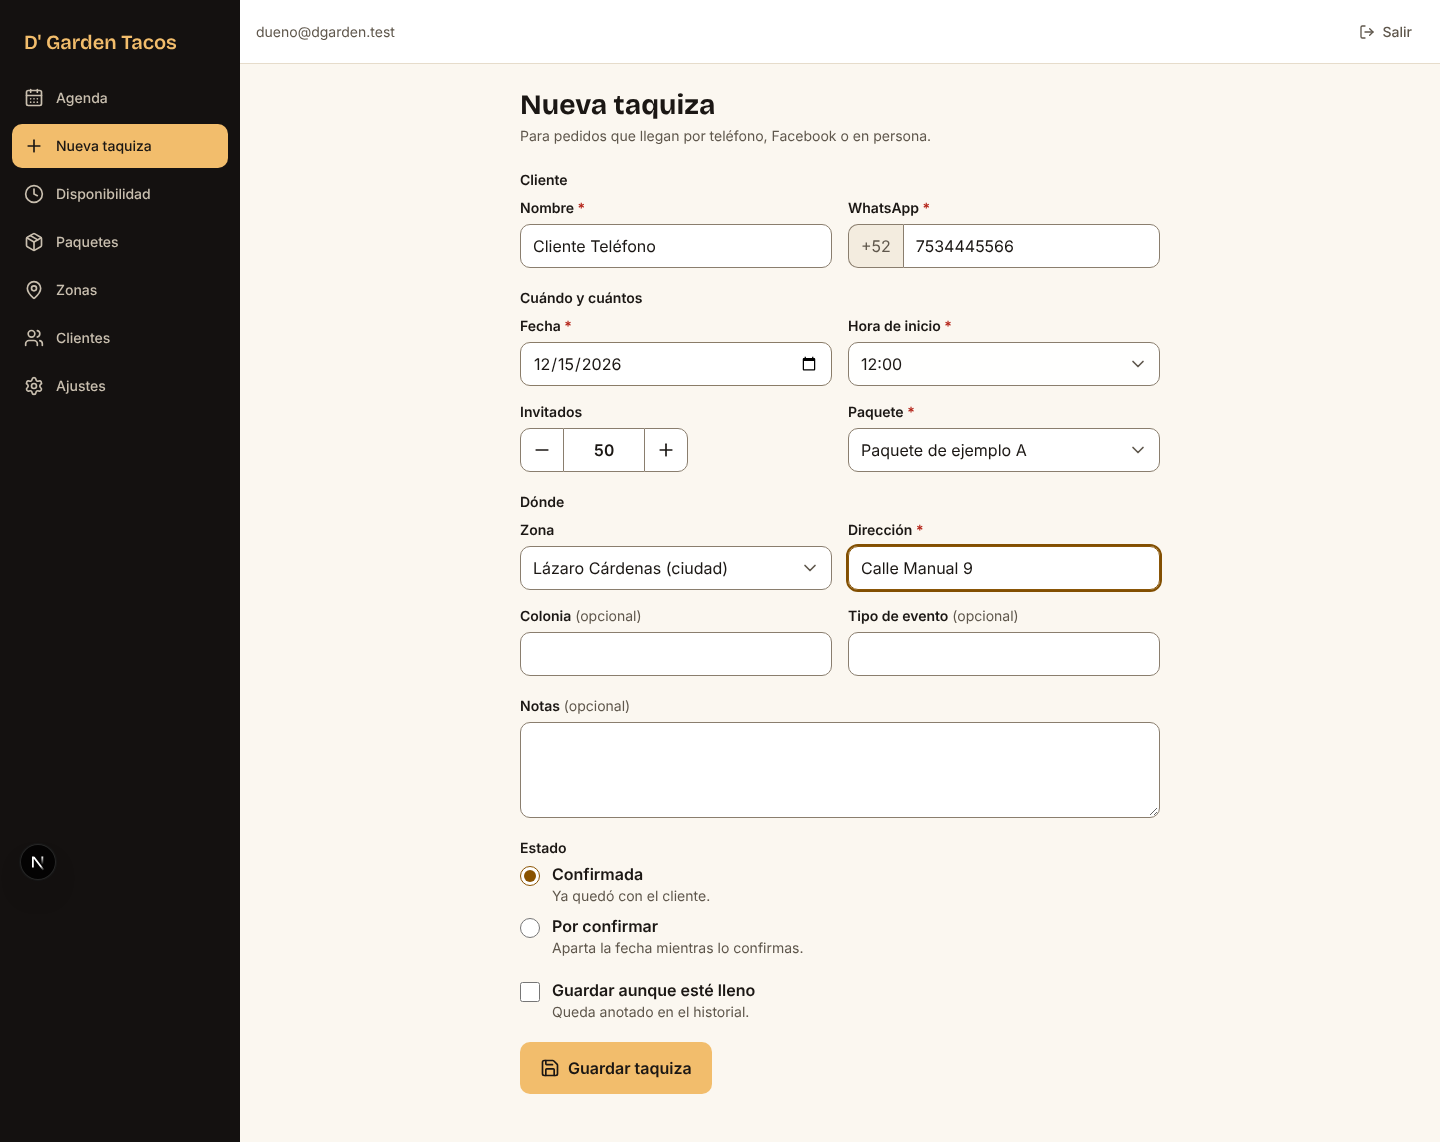 D' Garden Tacos
Agenda
Nueva taquiza
Disponibilidad
Paquetes
Zonas
Clientes
Ajustes
N
dueno@dgarden.test
Salir
Nueva taquiza
Para pedidos que llegan por teléfono, Facebook o en persona.
Cliente
Nombre *
WhatsApp *
Cliente Teléfono
+52 7534445566
Cuándo y cuántos
Fecha *
Hora de inicio *
12/15/2026
12:00
Invitados
Paquete *
50
Paquete de ejemplo A
Dónde
Zona
Dirección *
Lázaro Cárdenas (ciudad)
Calle Manual 9
Colonia (opcional)
Tipo de evento (opcional)
Notas (opcional)
Estado
Confirmada
Ya quedó con el cliente.
Por confirmar
Aparta la fecha mientras lo confirmas.
Guardar aunque esté lleno
Queda anotado en el historial.
Guardar taquiza